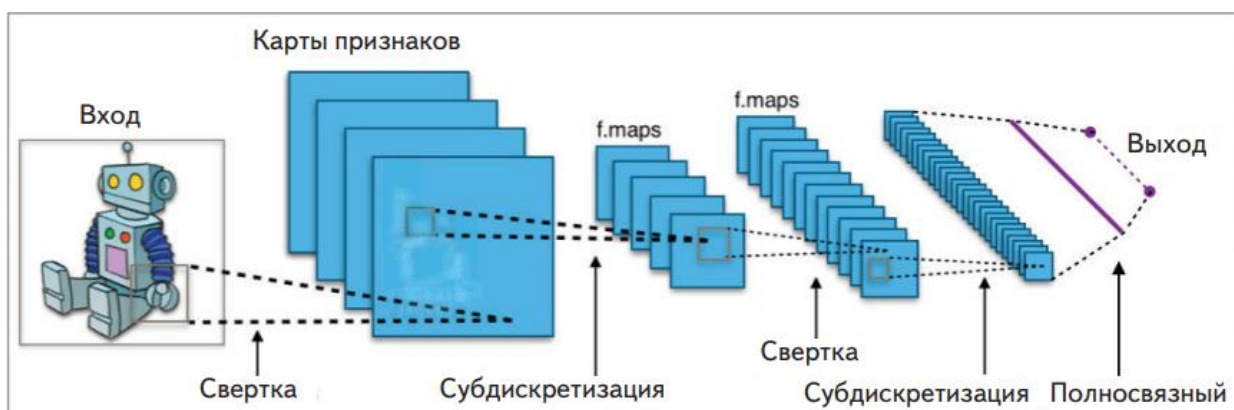 Карты признаков
Вход
f.maps
f.maps
Выход
Свертка
Субдискретизация
Свертка
Субдискретизация
Полносвязный